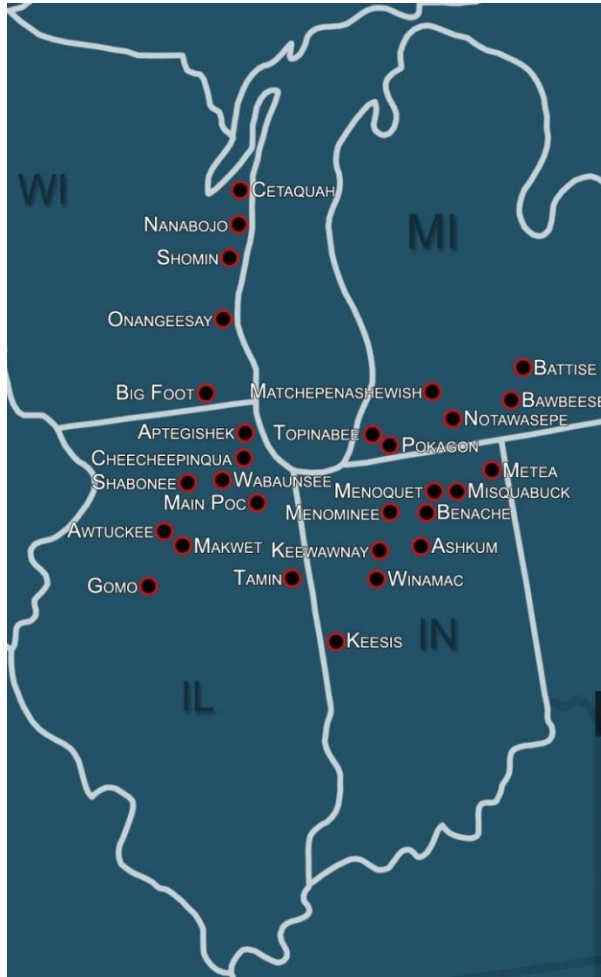 WI
CETAQUAH
NANABOJO
MI
SHOMIN
ONANGEESAY
BATTISE
BIG FOOT
MATCHEPENASHEWISH
BAWBEESE
NOTAWASEPE
APTEGISHEK
TOPINABEE
POKAGON
CHEECHEEPINQUA
METEA
SHABONEE
WABAUNSEE
MENOQUET
MISQUABUCK
MAIN POC
MENOMINEE
BENACHE
AWTUCKEE
MAKWET
KEEWAWNAY
ASHKUM
GOMO
TAMIN
WINAMAC
KEESIS
IN
IL